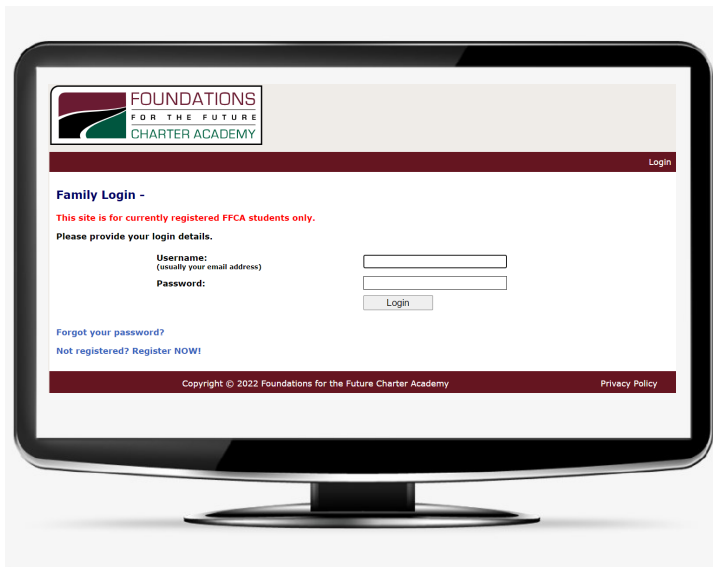 FOUNDATIONS
FOR THE FUTURE
CHARTER ACADEMY
Login
Family Login -
This site is for currently registered FFCA students only.
Please provide your login details.
Username:
(usually your email address)
Password:
Login
Forgot your password?
Not registered? Register NOW!
Copyright © 2022 Foundations for the Future Charter Academy
Privacy Policy